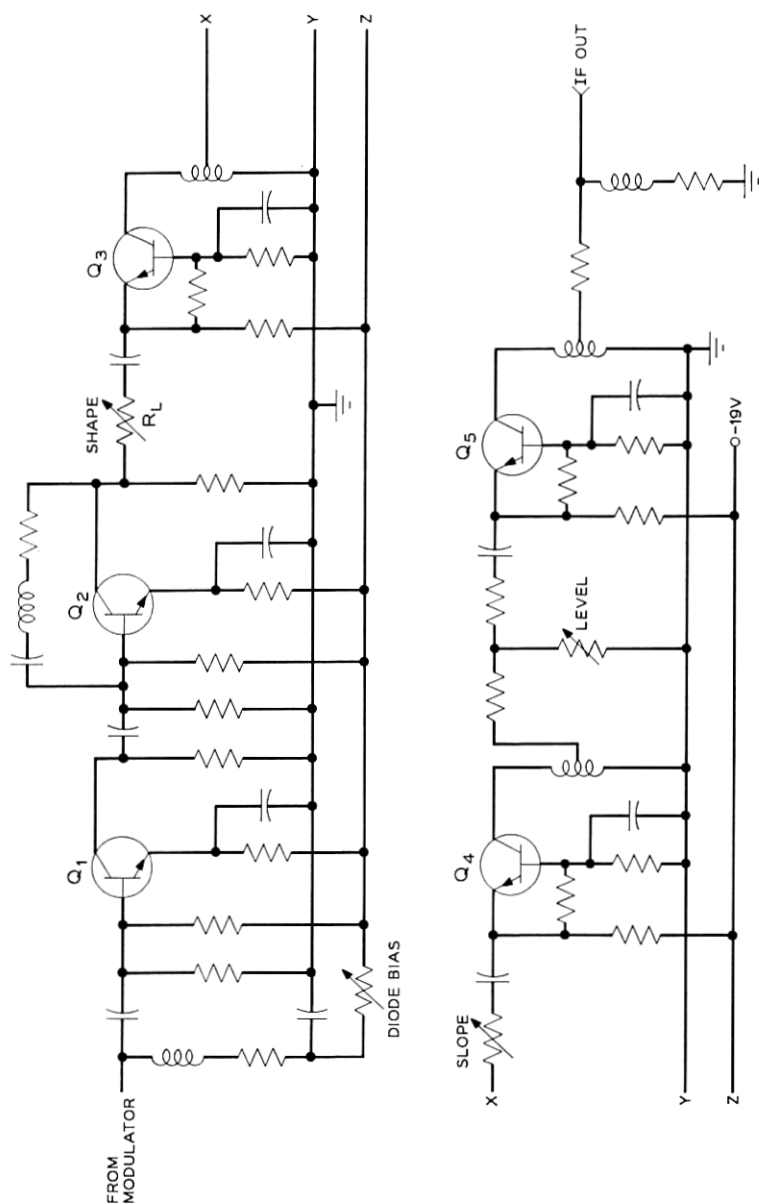 FROM
MODULATOR
Q1
Q2
SHAPE
RL
Q3
X
Y
Z
DIODE BIAS
X
SLOPE
Y
Z
Q4
LEVEL
Q5
-19V
IF OUT